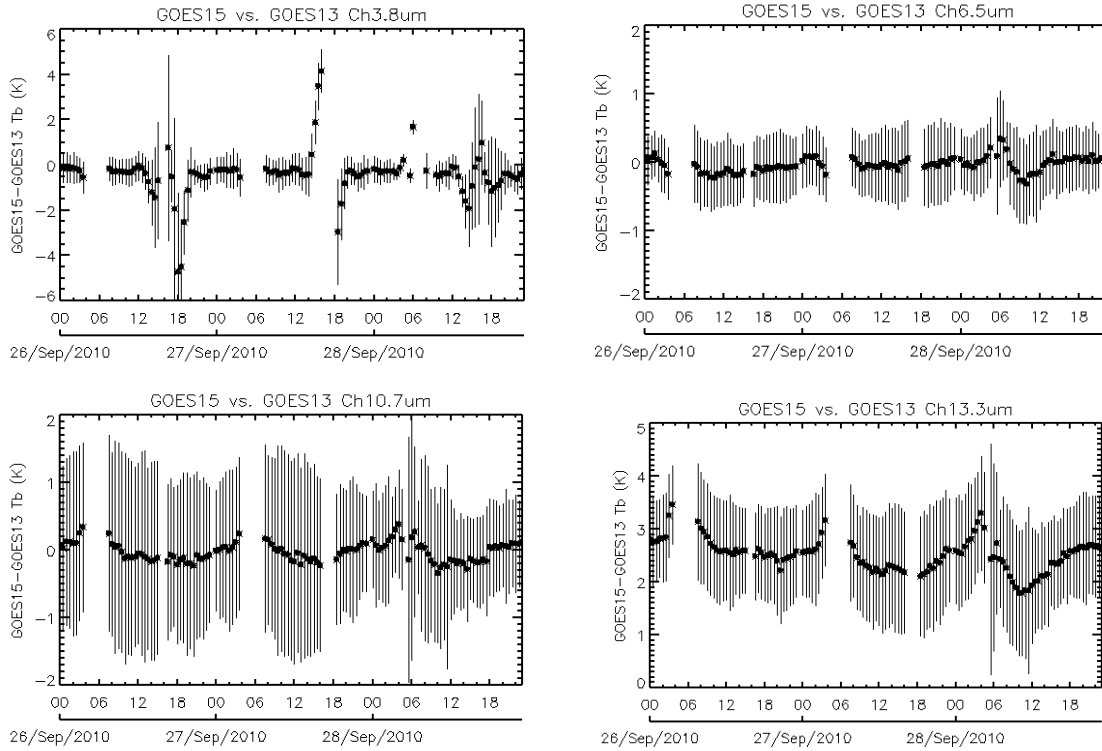 GOES15 vs. GOES13 Ch3.8um
GOES15-GOES13 Tb (K)
6
4
2
0
-2
-4
-6
00 06 12 18 00 06 12 18 00 06 12 18
26/Sep/2010 27/Sep/2010 28/Sep/2010
GOES15 vs. GOES13 Ch6.5um
GOES15-GOES13 Tb (K)
2
1
0
-1
-2
00 06 12 18 00 06 12 18 00 06 12 18
26/Sep/2010 27/Sep/2010 28/Sep/2010
GOES15 vs. GOES13 Ch10.7um
GOES15-GOES13 Tb (K)
2
1
0
-1
-2
00 06 12 18 00 06 12 18 00 06 12 18
26/Sep/2010 27/Sep/2010 28/Sep/2010
GOES15 vs. GOES13 Ch13.3um
GOES15-GOES13 Tb (K)
5
4
3
2
1
0
00 06 12 18 00 06 12 18 00 06 12 18
26/Sep/2010 27/Sep/2010 28/Sep/2010